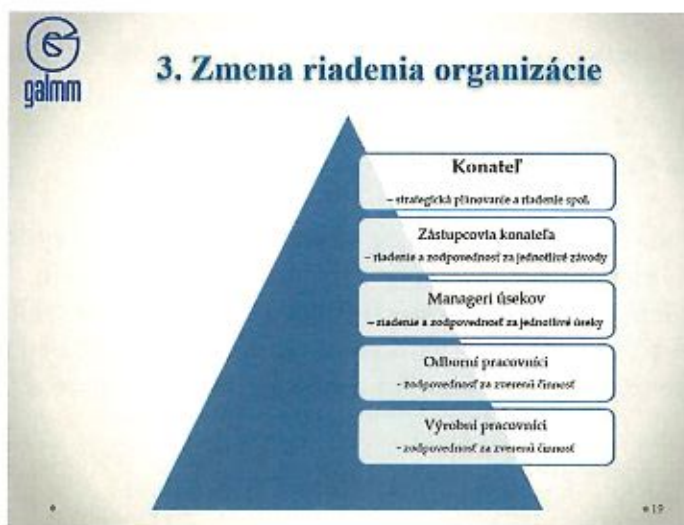 galmm
3. Zmena riadenia organizácie
Konateľ
– strategická plánovanie a riadenie spol.
Zástupcovia konateľa
– riadenie a zodpovednosť za jednotlivé závody
Manageri úsekov
– riadenie a zodpovednosť za jednotlivé úseky
Odborní pracovníci
- zodpovednosť za zverenú činnosť
Výrobní pracovníci
- zodpovednosť za zverenú činnosť
19